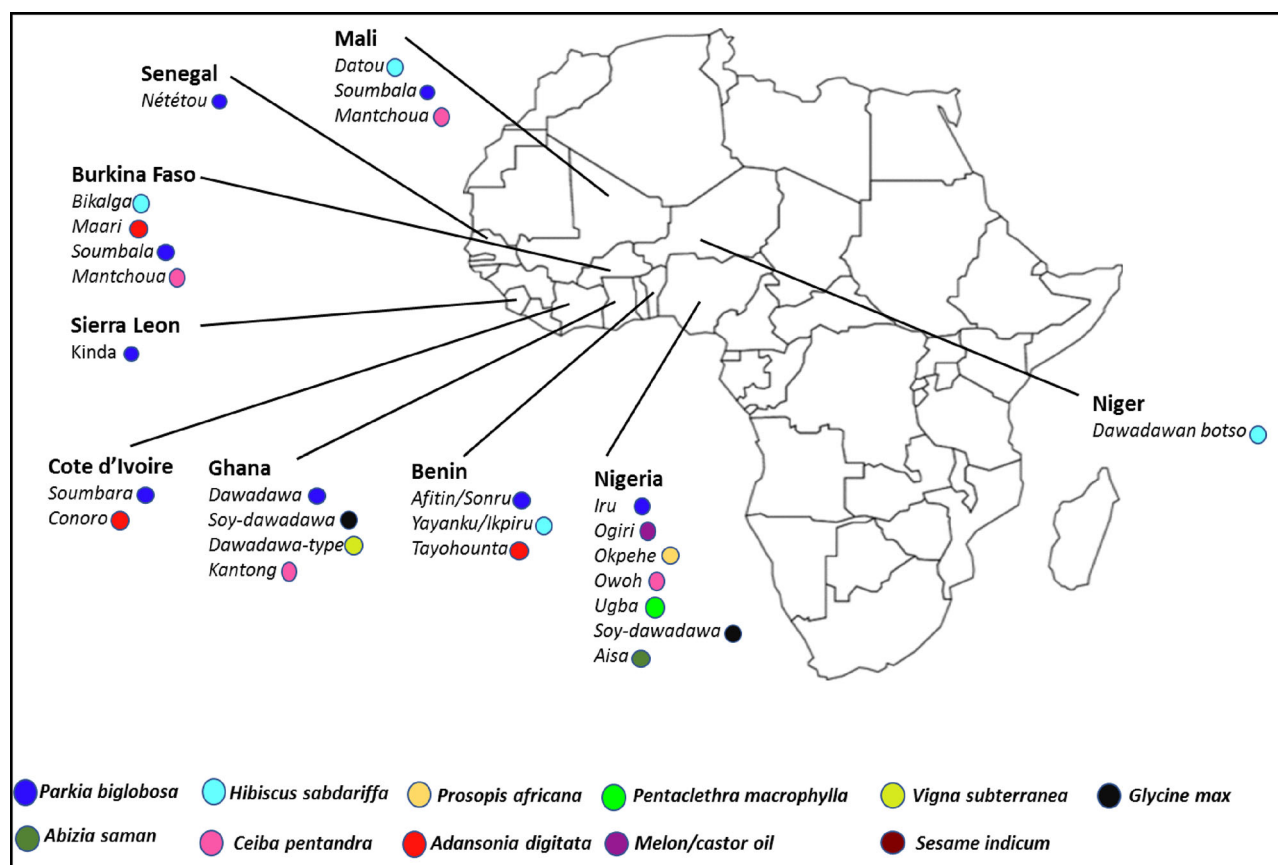 Mali
Datou
Soumbala
Mantchoua
Senegal
Nététou
Burkina Faso
Bikalga
Maari
Soumbala
Mantchoua
Sierra Leon
Kinda
Niger
Dawadawan botso
Cote d'Ivoire
Soumbara
Conoro
Ghana
Dawadawa
Soy-dawadawa
Dawadawa-type
Kantong
Benin
Afitin/Sonru
Yayanku/Ikpiru
Tayohounta
Nigeria
Iru
Ogiri
Okpehe
Owoh
Ugba
Soy-dawadawa
Aisa
Parkia biglobosa Hibiscus sabdariffa Prosopis africana Pentaclethra macrophylla Vigna subterranea Glycine max
Abizia saman Ceiba pentandra Adansonia digitata Melon/castor oil Sesame indicum